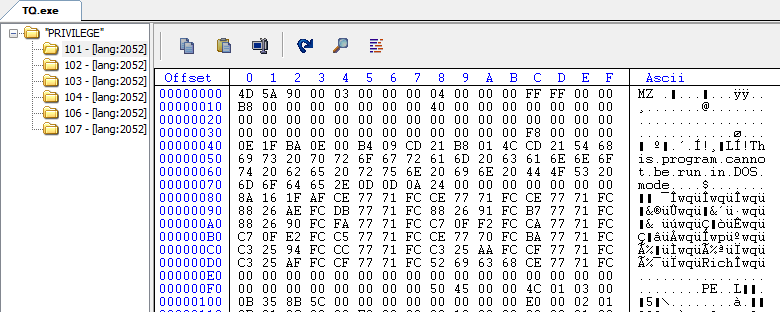 TQ.exe
"PRIVILEGE"
101 - [lang:2052]
102 - [lang:2052]
103 - [lang:2052]
104 - [lang:2052]
106 - [lang:2052]
107 - [lang:2052]
Offset 0 1 2 3 4 5 6 7 8 9 A B C D E F Ascii
00000000 4D 5A 90 00 03 00 00 00 04 00 00 00 FF FF 00 00 MZ ▮...▮...ÿÿ..
00000010 B8 00 00 00 00 00 00 00 40 00 00 00 00 00 00 00 ¸.......@.......
00000020 00 00 00 00 00 00 00 00 00 00 00 00 00 00 00 00 ................
00000030 00 00 00 00 00 00 00 00 00 00 00 00 F8 00 00 00 ............ø...
00000040 0E 1F BA 0E 00 B4 09 CD 21 B8 01 4C CD 21 54 68 ▮▮º▮.´.Í!¸▮LÍ!Th
00000050 69 73 20 70 72 6F 67 72 61 6D 20 63 61 6E 6E 6F is.program.canno
00000060 74 20 62 65 20 72 75 6E 20 69 6E 20 44 4F 53 20 t.be.run.in.DOS.
00000070 6D 6F 64 65 2E 0D 0D 0A 24 00 00 00 00 00 00 00 mode....$.......
00000080 8A 16 1F AF CE 77 71 FC CE 77 71 FC CE 77 71 FC ▮▮▮¯ÎwqüÎwqüÎwqü
00000090 88 26 AE FC DB 77 71 FC 88 26 91 FC B7 77 71 FC ▮&®üÛwqü▮&´ü·wqü
000000A0 88 26 90 FC FA 77 71 FC C7 0F F2 FC CA 77 71 FC ▮&▮üúwqüÇ▮òüÊwqü
000000B0 C7 0F E2 FC C5 77 71 FC CE 77 70 FC BA 77 71 FC Ç▮âüÅwqüÎwpüºwqü
000000C0 C3 25 94 FC CC 77 71 FC C3 25 AA FC CF 77 71 FC Ã%▮üÌwqüÃ%ªüÏwqü
000000D0 C3 25 AF FC CF 77 71 FC 52 69 63 68 CE 77 71 FC Ã%¯üÏwqüRichÎwqü
000000E0 00 00 00 00 00 00 00 00 00 00 00 00 00 00 00 00 ................
000000F0 00 00 00 00 00 00 00 00 50 45 00 00 4C 01 03 00 ........PE..L▮▮.
00000100 0B 35 8B 5C 00 00 00 00 00 00 00 00 E0 00 02 01 .5▮\........à.▮▮